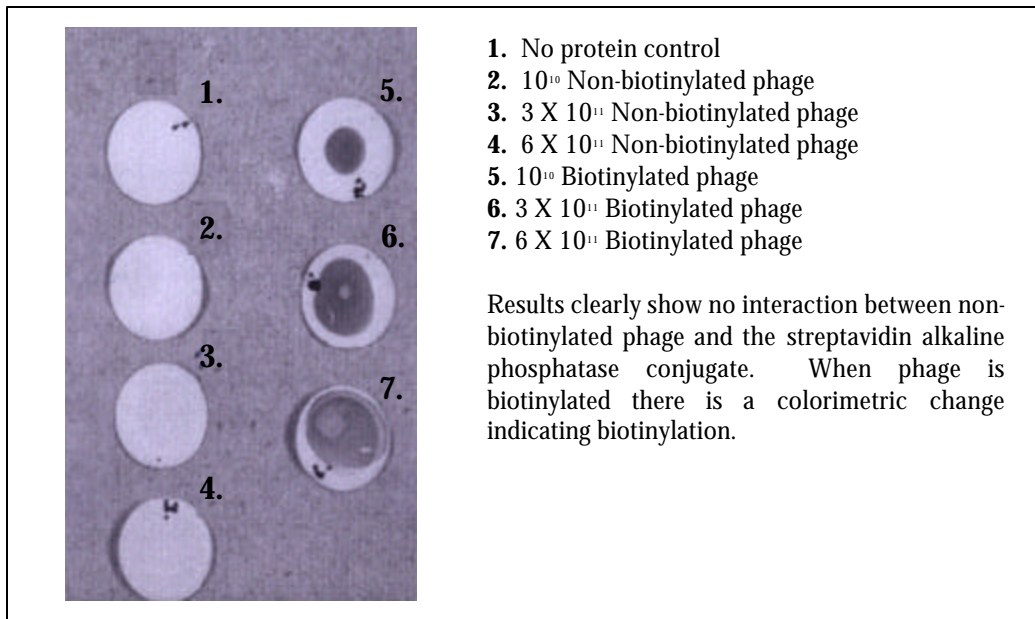 1.
2.
3.
4.
5.
6.
7.
1. No protein control
2. 10¹⁰ Non-biotinylated phage
3. 3 X 10¹¹ Non-biotinylated phage
4. 6 X 10¹¹ Non-biotinylated phage
5. 10¹⁰ Biotinylated phage
6. 3 X 10¹¹ Biotinylated phage
7. 6 X 10¹¹ Biotinylated phage
Results clearly show no interaction between non-
biotinylated phage and the streptavidin alkaline
phosphatase conjugate. When phage is
biotinylated there is a colorimetric change
indicating biotinylation.